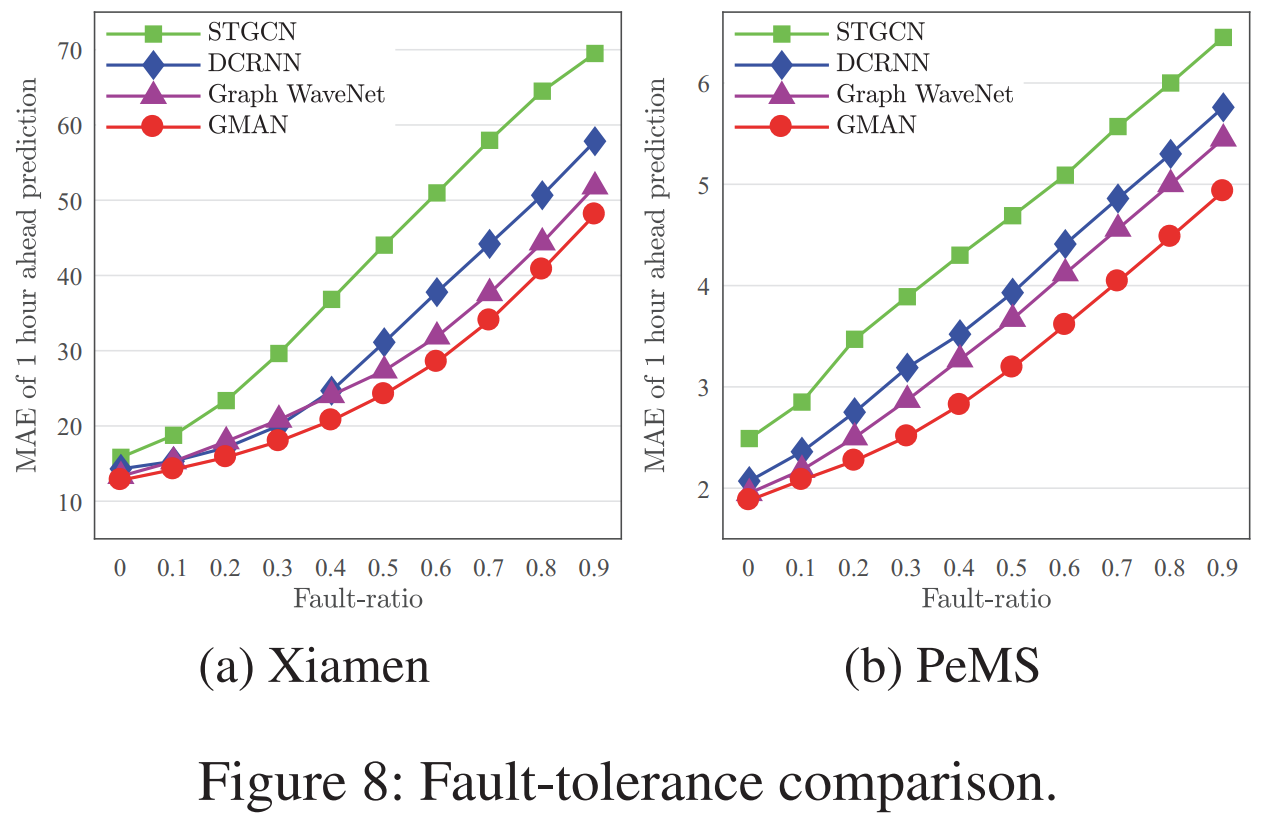 STGCN
DCRNN
Graph WaveNet
GMAN
MAE of 1 hour ahead prediction
70
60
50
40
30
20
10
0 0.1 0.2 0.3 0.4 0.5 0.6 0.7 0.8 0.9
Fault-ratio
(a) Xiamen
STGCN
DCRNN
Graph WaveNet
GMAN
MAE of 1 hour ahead prediction
6
5
4
3
2
0 0.1 0.2 0.3 0.4 0.5 0.6 0.7 0.8 0.9
Fault-ratio
(b) PeMS
Figure 8: Fault-tolerance comparison.